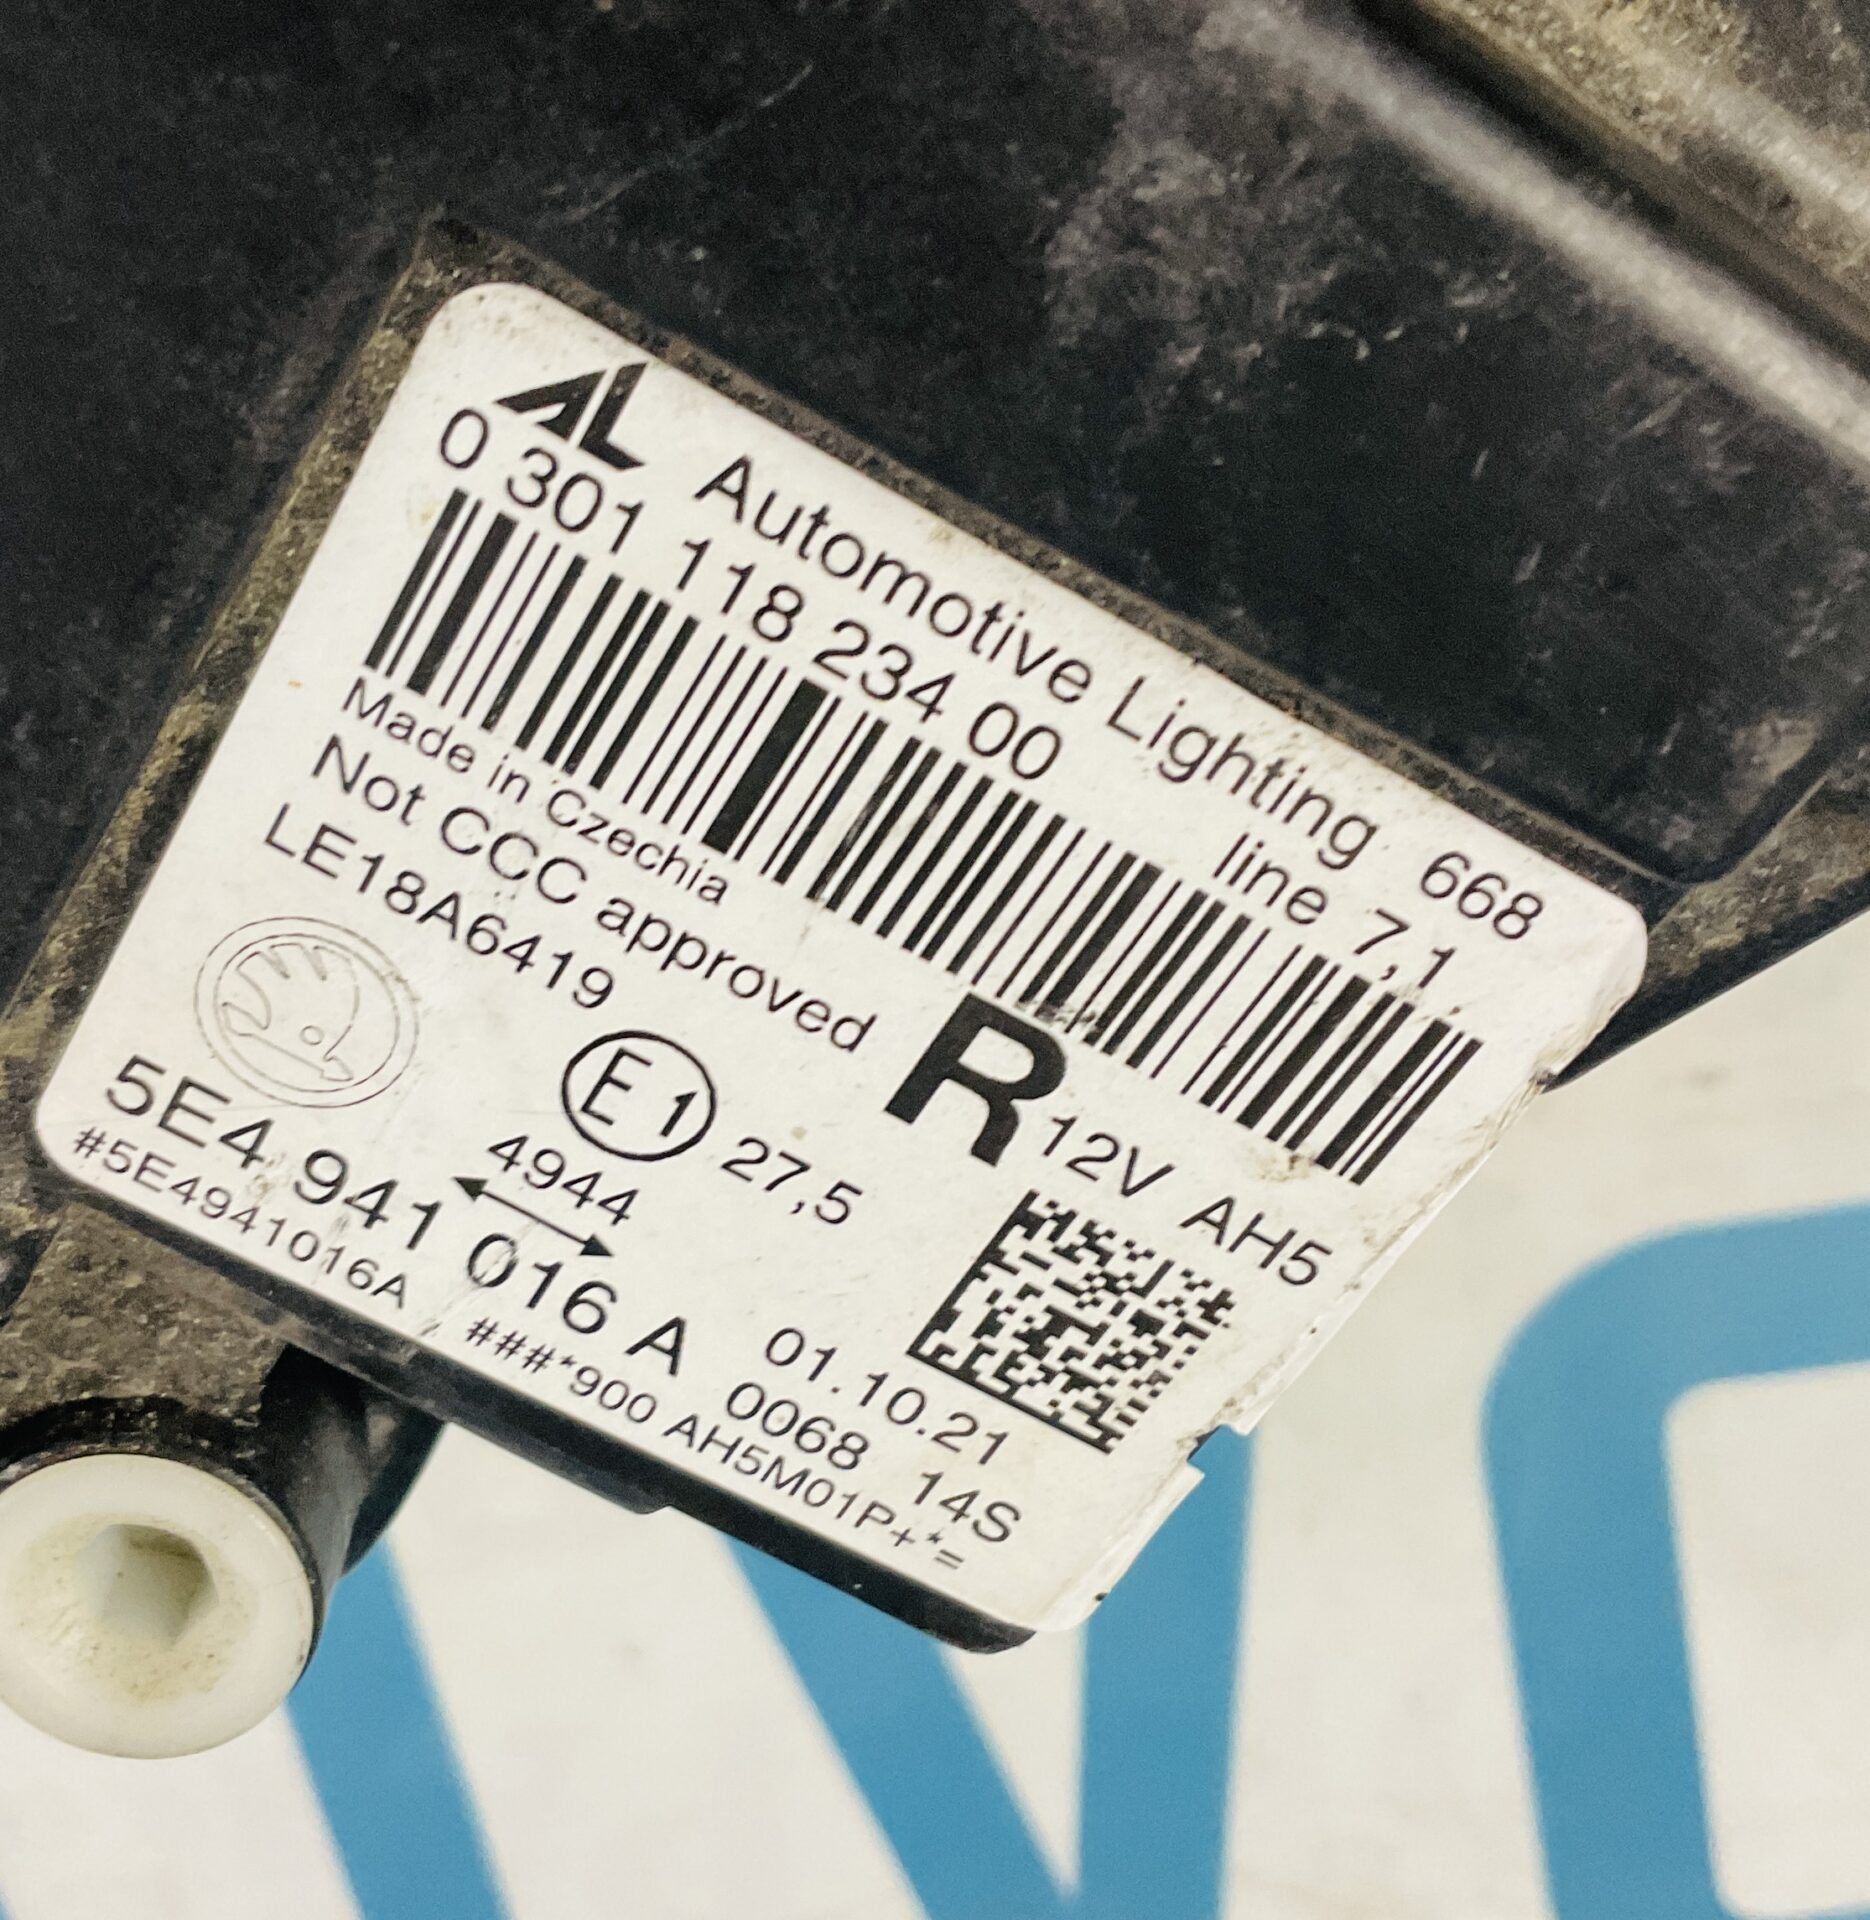 AL Automotive Lighting 668
0 301 118 234 00 line 7,1
Made in Czechia
Not CCC approved
LE18A6419
R 12V AH5
E1 27,5
4944
5E4 941 016 A
01.10.21
0068 14S
#5E4941016A ###*900 AH5M01P+*=